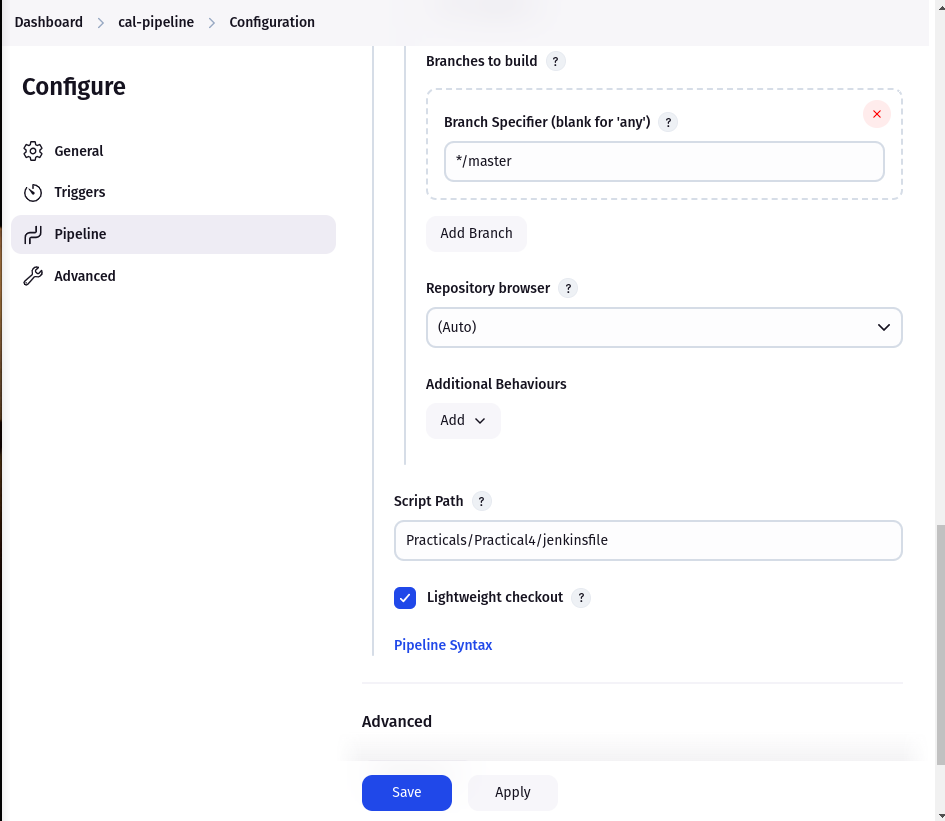 Dashboard > cal-pipeline > Configuration
Configure
General
Triggers
Pipeline
Advanced
Branches to build ?
Branch Specifier (blank for 'any') ?
*/master
Add Branch
Repository browser ?
(Auto)
Additional Behaviours
Add
Script Path ?
Practicals/Practical4/jenkinsfile
Lightweight checkout ?
Pipeline Syntax
Advanced
Save Apply